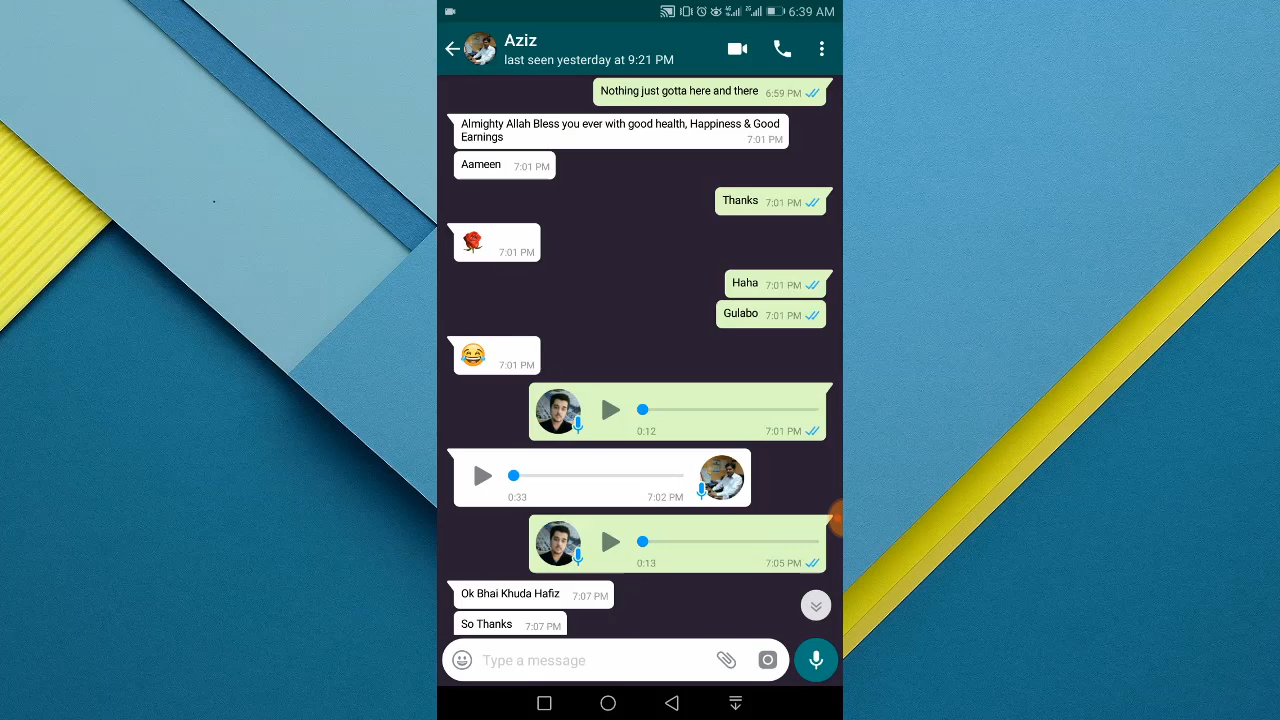 6:39 AM
Aziz
last seen yesterday at 9:21 PM
Nothing just gotta here and there 6:59 PM
Almighty Allah Bless you ever with good health, Happiness & Good
Earnings 7:01 PM
Aameen 7:01 PM
Thanks 7:01 PM
7:01 PM
Haha 7:01 PM
Gulabo 7:01 PM
7:01 PM
0:12 7:01 PM
0:33 7:02 PM
0:13 7:05 PM
Ok Bhai Khuda Hafiz 7:07 PM
So Thanks 7:07 PM
Type a message